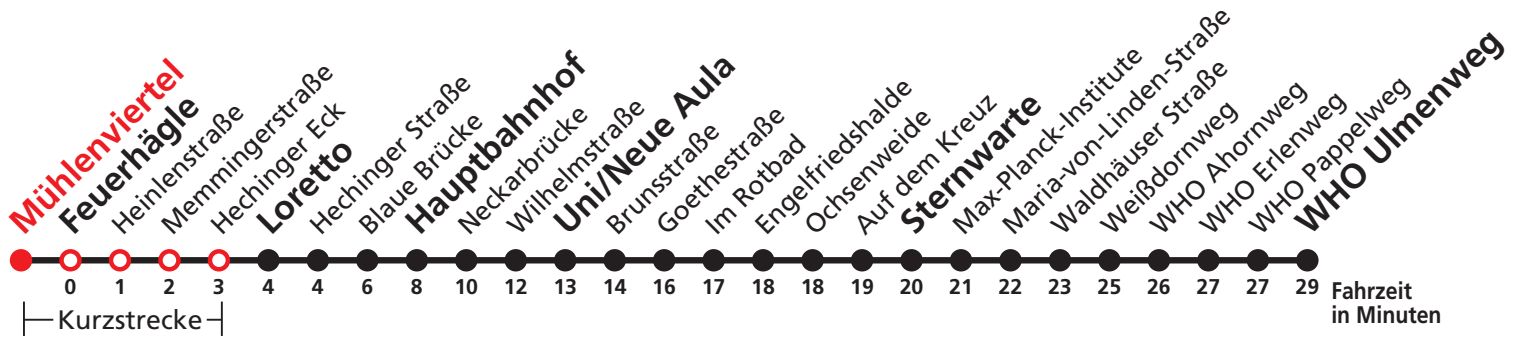 Mühlenviertel
Feuerhägle
Heinlenstraße
Memmingerstraße
Hechinger Eck
Loretto
Hechinger Straße
Blaue Brücke
Hauptbahnhof
Neckarbrücke
Wilhelmstraße
Uni/Neue Aula
Brunsstraße
Goethestraße
Im Rotbad
Engelfriedshalde
Ochsenweide
Auf dem Kreuz
Sternwarte
Max-Planck-Institute
Maria-von-Linden-Straße
Waldhäuser Straße
Weißdornweg
WHO Ahornweg
WHO Erlenweg
WHO Pappelweg
WHO Ulmenweg
0 1 2 3 4 4 6 8 10 12 13 14 16 17 18 18 19 20 21 22 23 25 26 27 27 29
Fahrzeit
in Minuten
Kurzstrecke